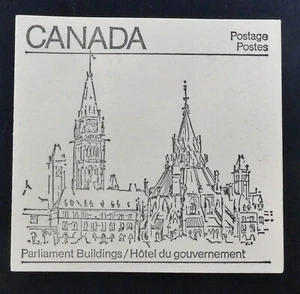 CANADA
Postage
Postes
Parliament Buildings/Hôtel du gouvernement